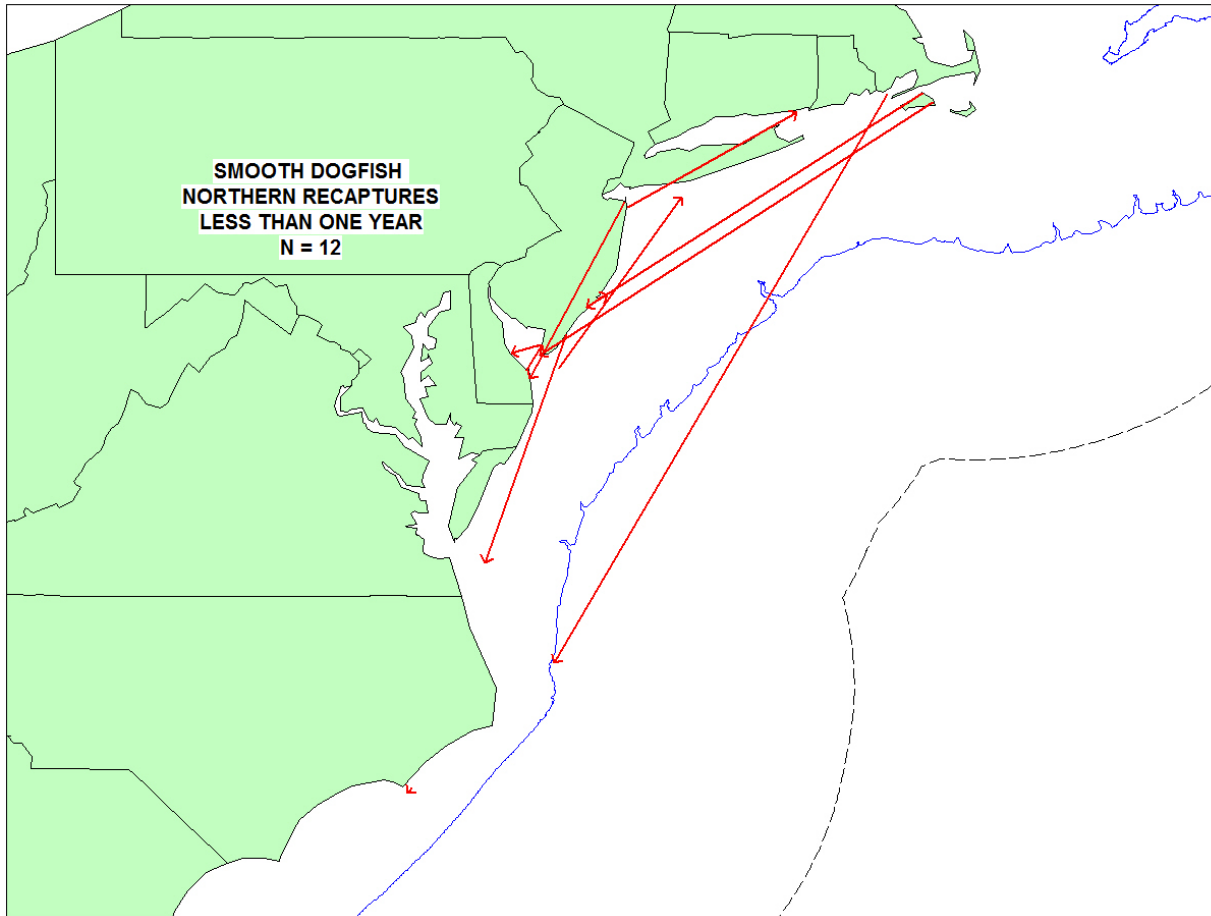 SMOOTH DOGFISH
NORTHERN RECAPTURES
LESS THAN ONE YEAR
N = 12